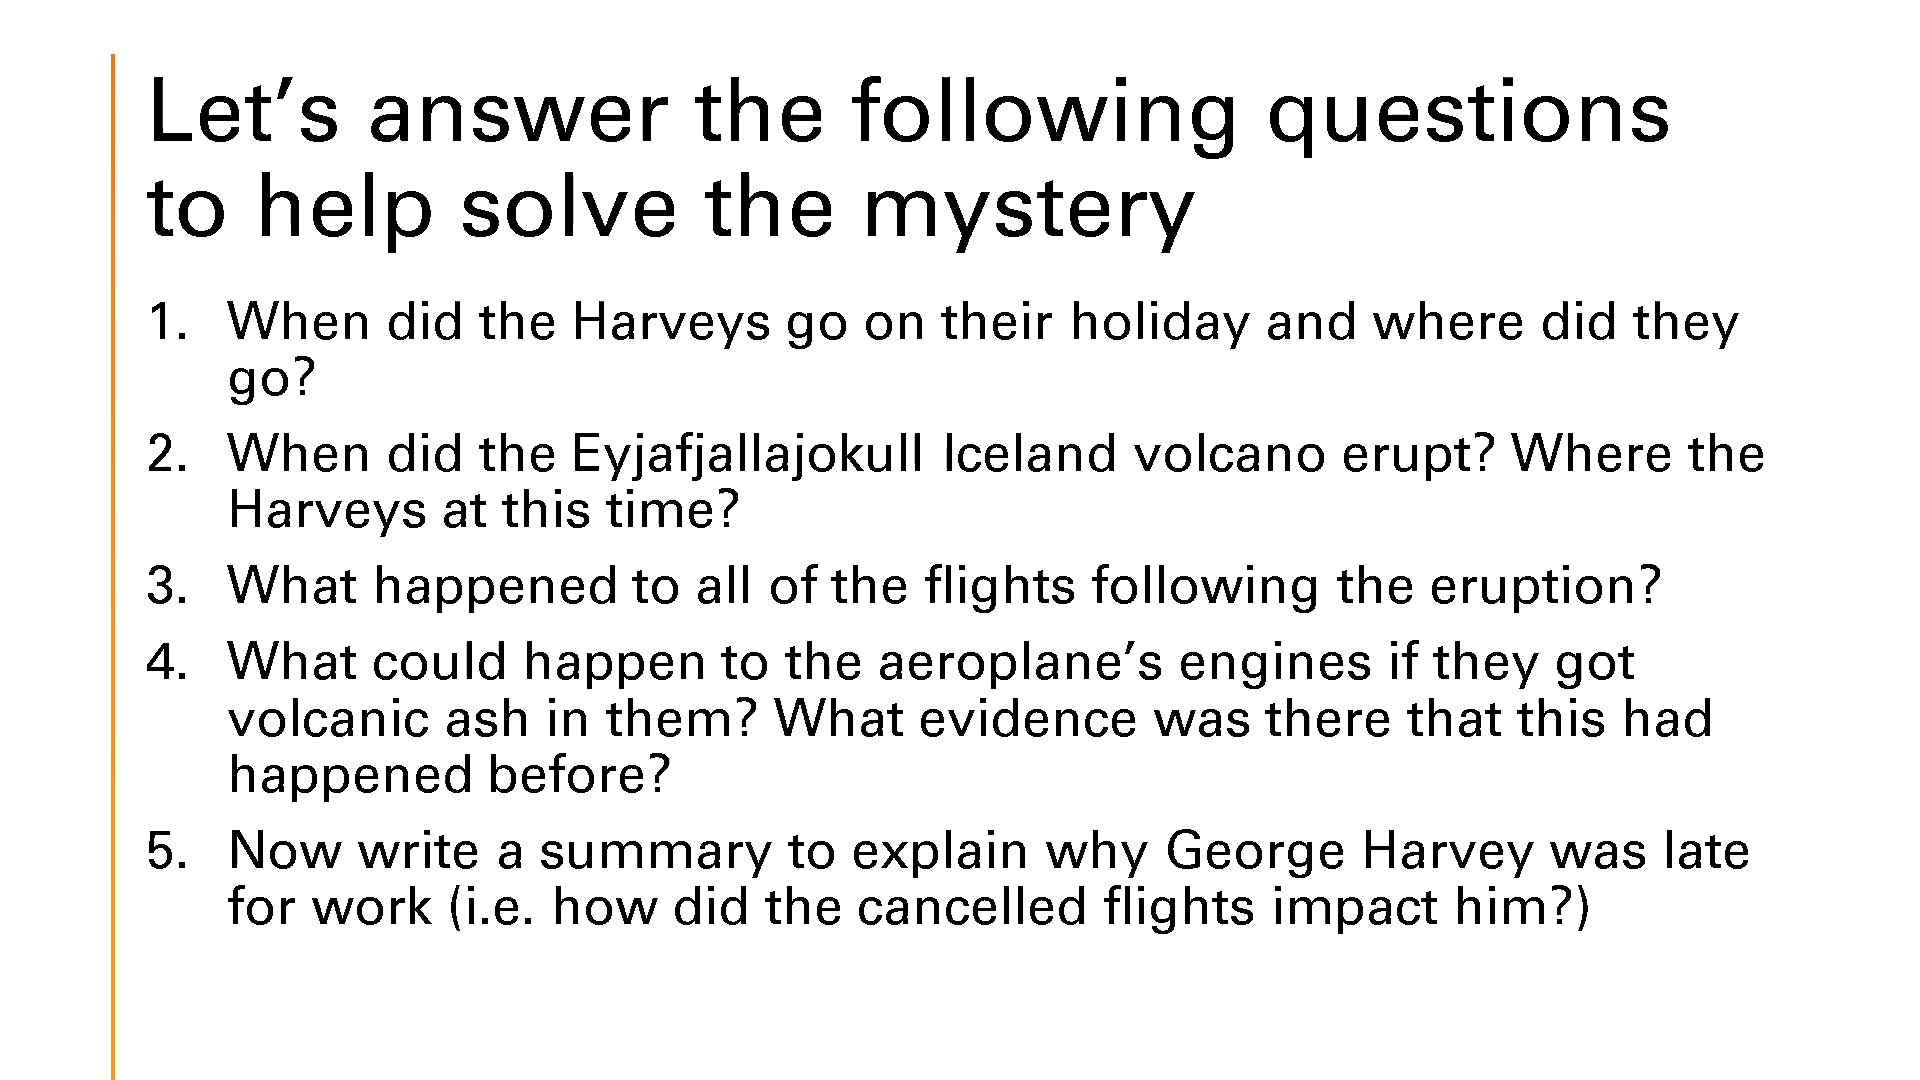 Let’s answer the following questions
to help solve the mystery
1. When did the Harveys go on their holiday and where did they
go?
2. When did the Eyjafjallajokull Iceland volcano erupt? Where the
Harveys at this time?
3. What happened to all of the flights following the eruption?
4. What could happen to the aeroplane’s engines if they got
volcanic ash in them? What evidence was there that this had
happened before?
5. Now write a summary to explain why George Harvey was late
for work (i.e. how did the cancelled flights impact him?)